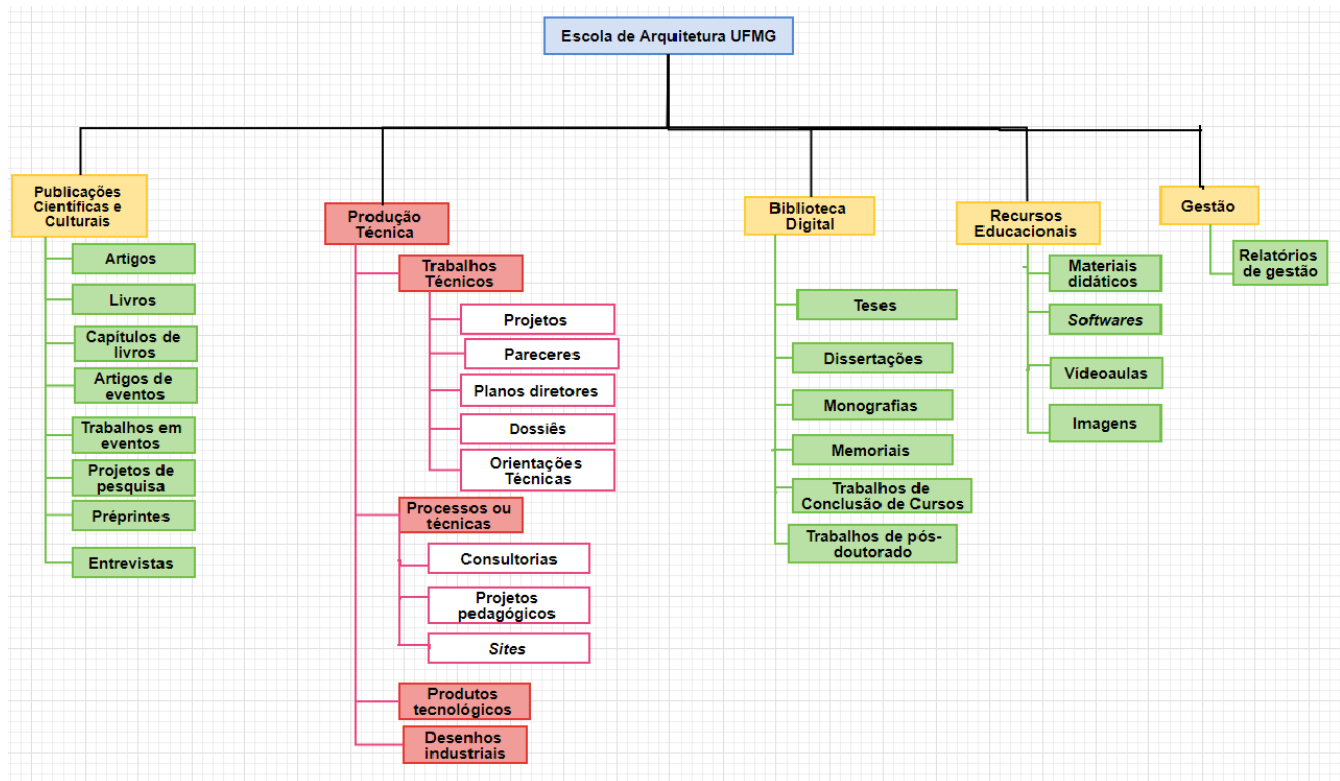 Escola de Arquitetura UFMG
Publicações
Científicas e
Culturais
Artigos
Livros
Capítulos de
livros
Artigos de
eventos
Trabalhos em
eventos
Projetos de
pesquisa
Préprintes
Entrevistas
Produção
Técnica
Trabalhos
Técnicos
Projetos
Pareceres
Planos diretores
Dossiês
Orientações
Técnicas
Processos ou
técnicas
Consultorias
Projetos
pedagógicos
Sites
Produtos
tecnológicos
Desenhos
industriais
Biblioteca
Digital
Teses
Dissertações
Monografias
Memoriais
Trabalhos de
Conclusão de Cursos
Trabalhos de pós-
doutorado
Recursos
Educacionais
Materiais
didáticos
Softwares
Vídeoaulas
Imagens
Gestão
Relatórios
de gestão